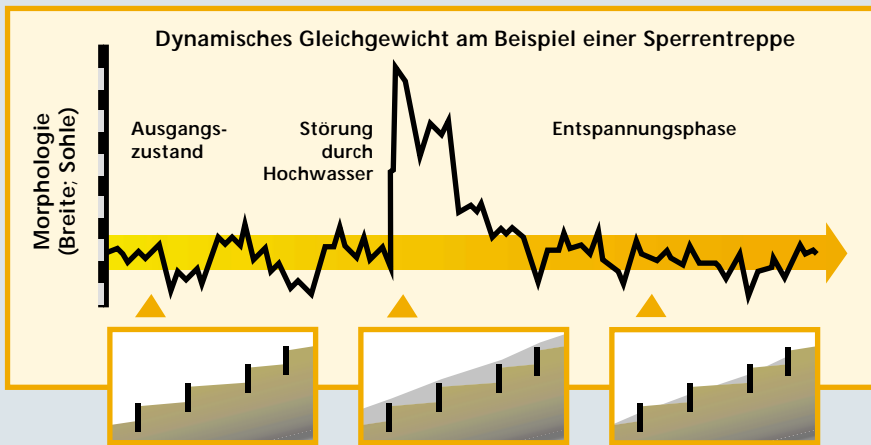 Dynamisches Gleichgewicht am Beispiel einer Sperrentreppe
Morphologie
(Breite; Sohle)
Ausgangs-
zustand
Störung
durch
Hochwasser
Entspannungsphase